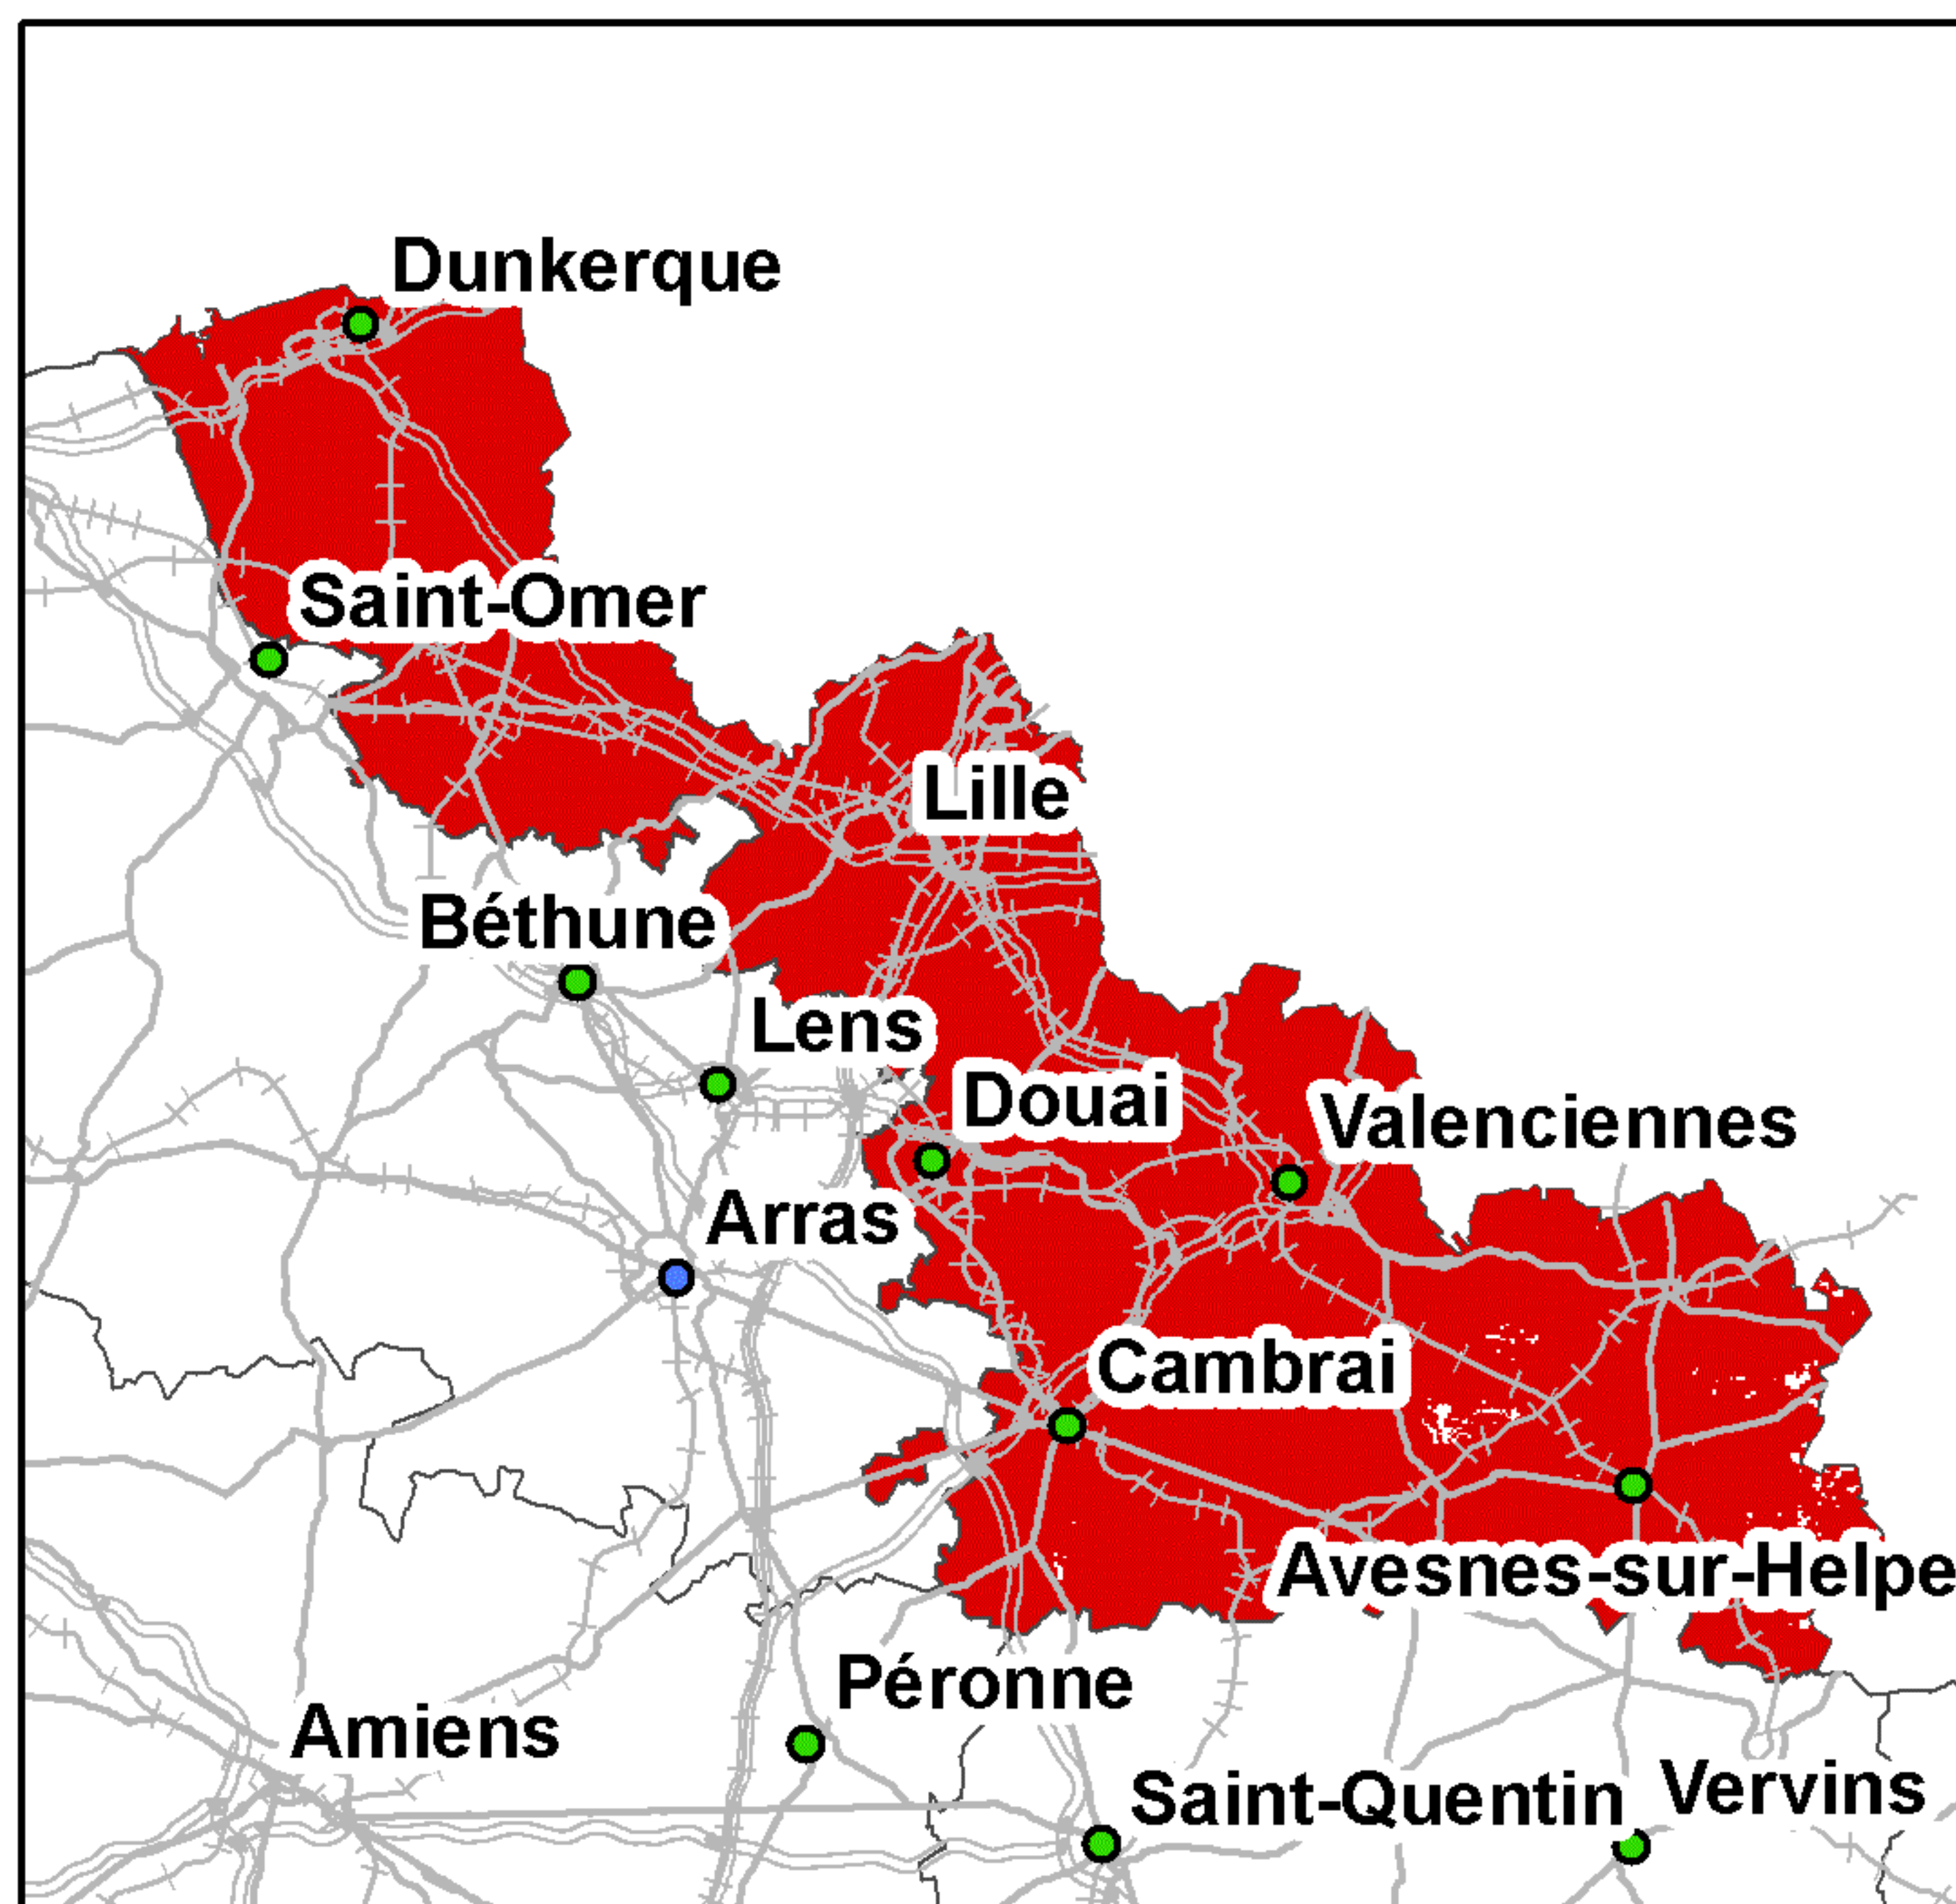 Dunkerque
Saint-Omer
Lille
Béthune
Lens
Douai
Valenciennes
Arras
Cambrai
Avesnes-sur-Helpe
Péronne
Amiens
Saint-Quentin
Vervins